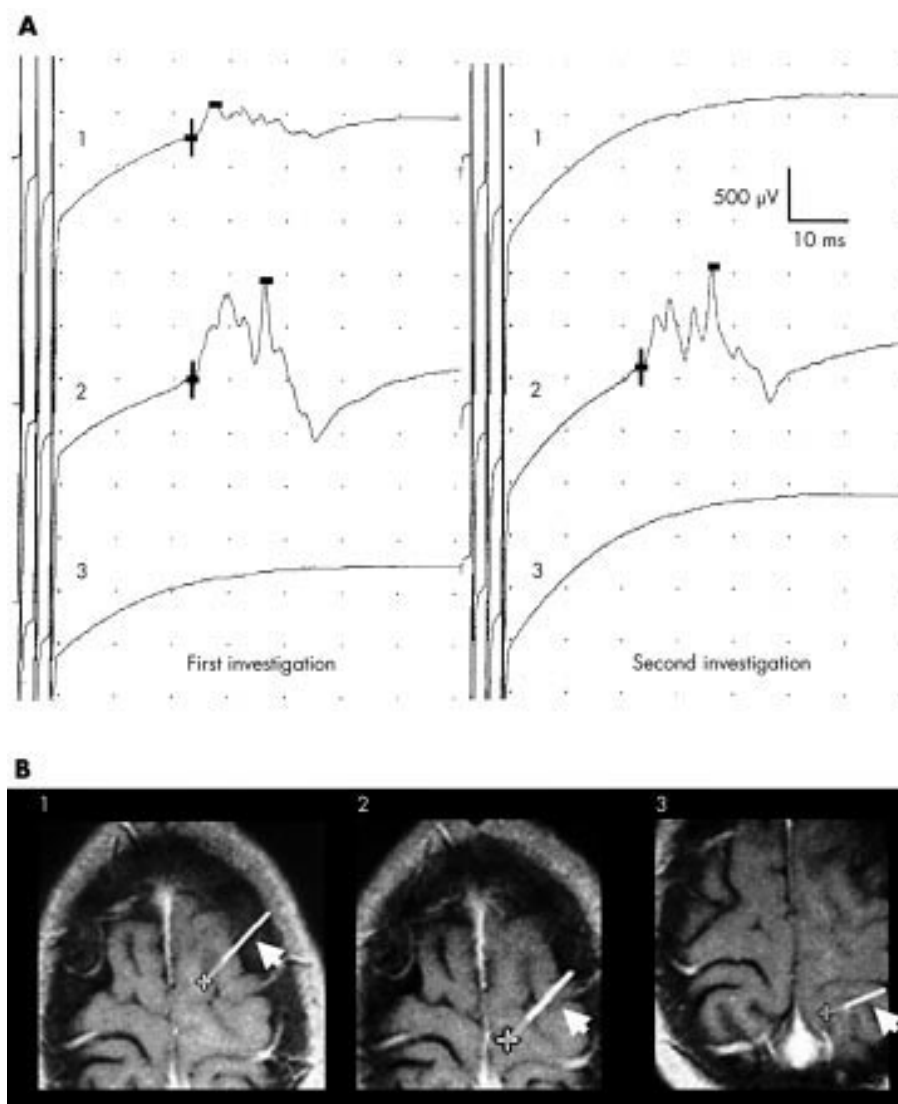 A
1
2
3
First investigation
1
500 µV
10 ms
2
3
Second investigation
B
1
2
3